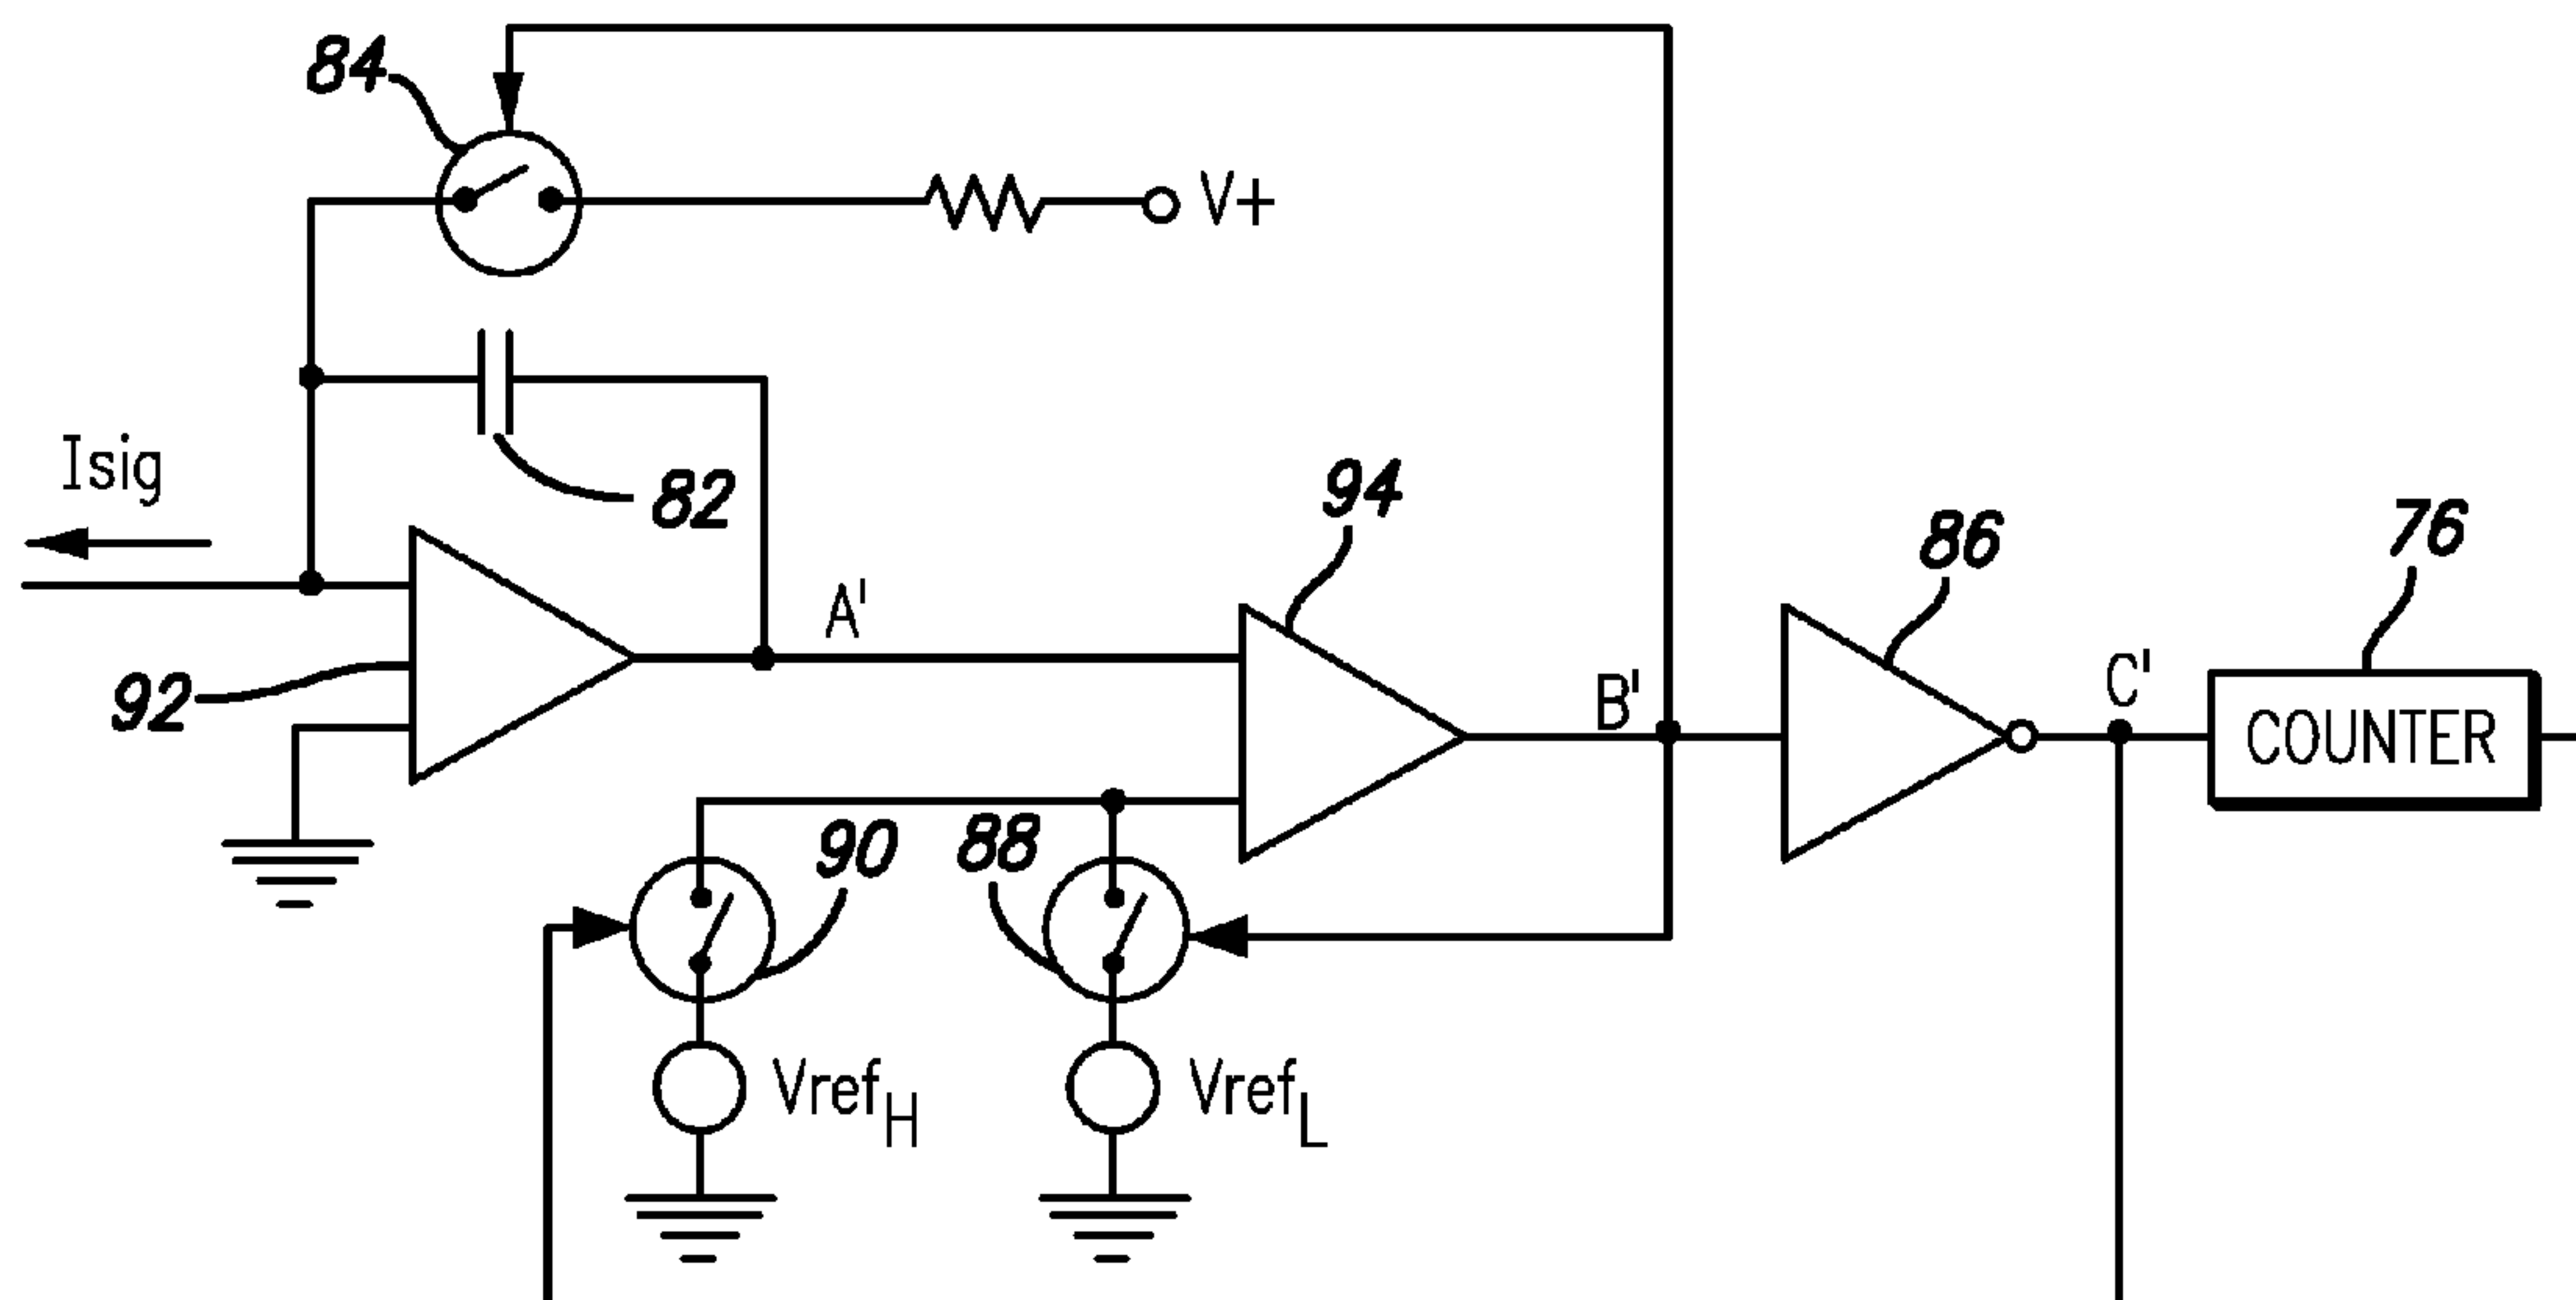 84
V+
Isig
82
94
86
76
A'
92
B'
C'
COUNTER
90
88
VrefH
VrefL